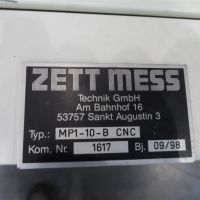 ZETT MESS
Technik GmbH
Am Bahnhof 16
53757 Sankt Augustin 3
Typ.: MP1-10-B CNC
Kom. Nr. 1617 Bj. 09/98